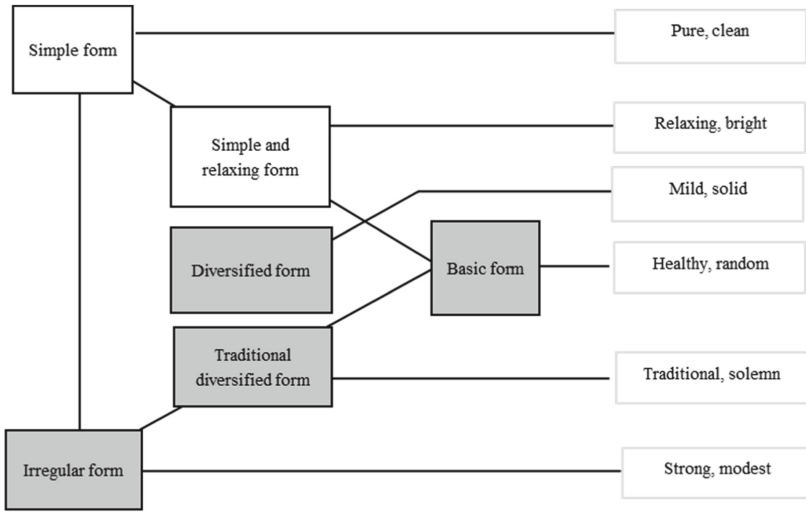 Simple form
Pure, clean
Simple and
relaxing form
Relaxing, bright
Mild, solid
Diversified form
Basic form
Healthy, random
Traditional
diversified form
Traditional, solemn
Irregular form
Strong, modest